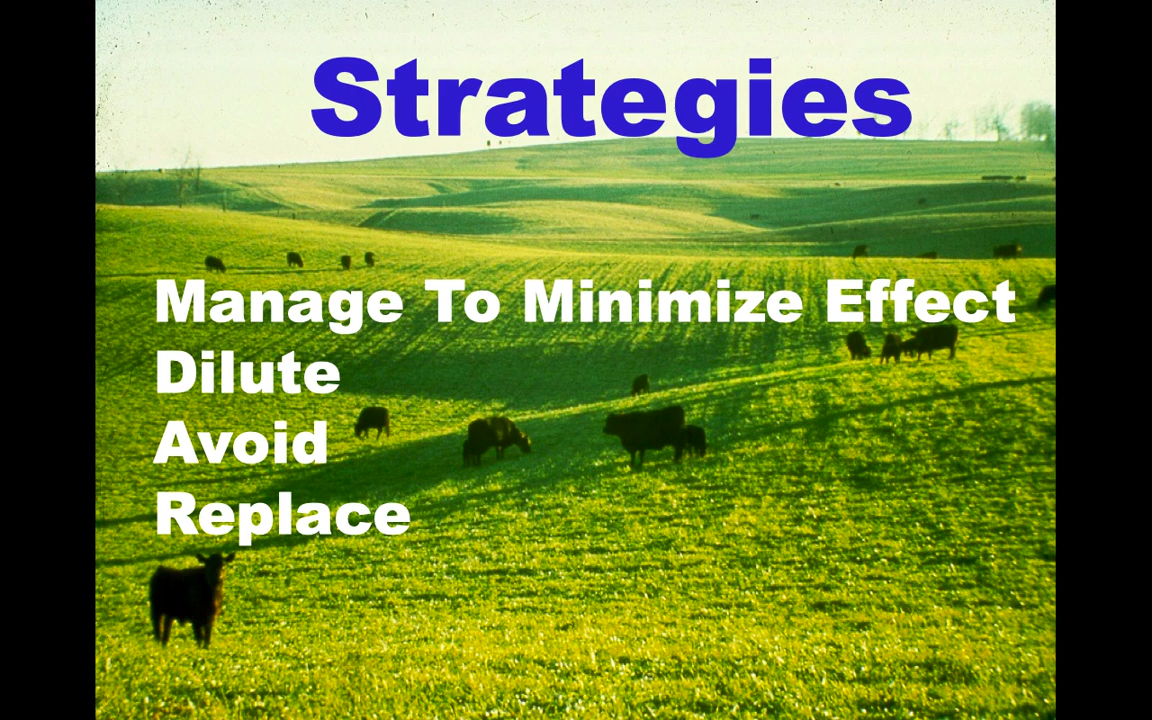 Strategies
Manage To Minimize Effect
Dilute
Avoid
Replace